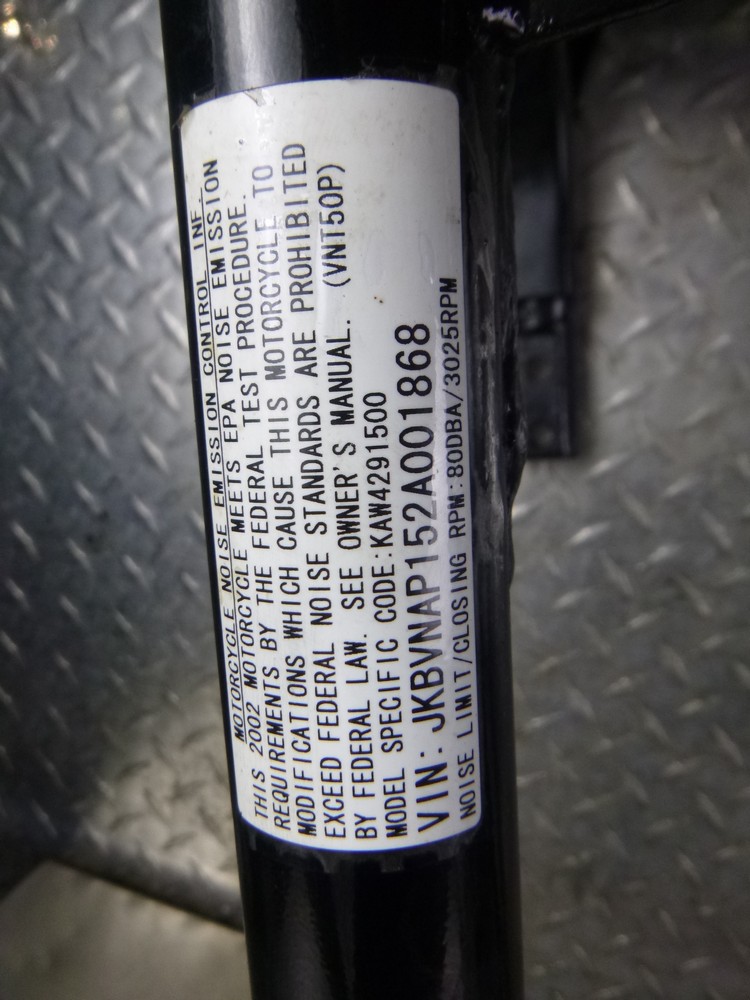 MOTORCYCLE NOISE EMISSION CONTROL INF.
THIS 2002 MOTORCYCLE MEETS EPA NOISE EMISSION
REQUIREMENTS BY THE FEDERAL TEST PROCEDURE.
MODIFICATIONS WHICH CAUSE THIS MOTORCYCLE TO
EXCEED FEDERAL NOISE STANDARDS ARE PROHIBITED
BY FEDERAL LAW. SEE OWNER'S MANUAL. (VNT50P)
MODEL SPECIFIC CODE:KAW4291500
VIN: JKBVNAP152A001868
NOISE LIMIT/CLOSING RPM:80DBA/3025RPM